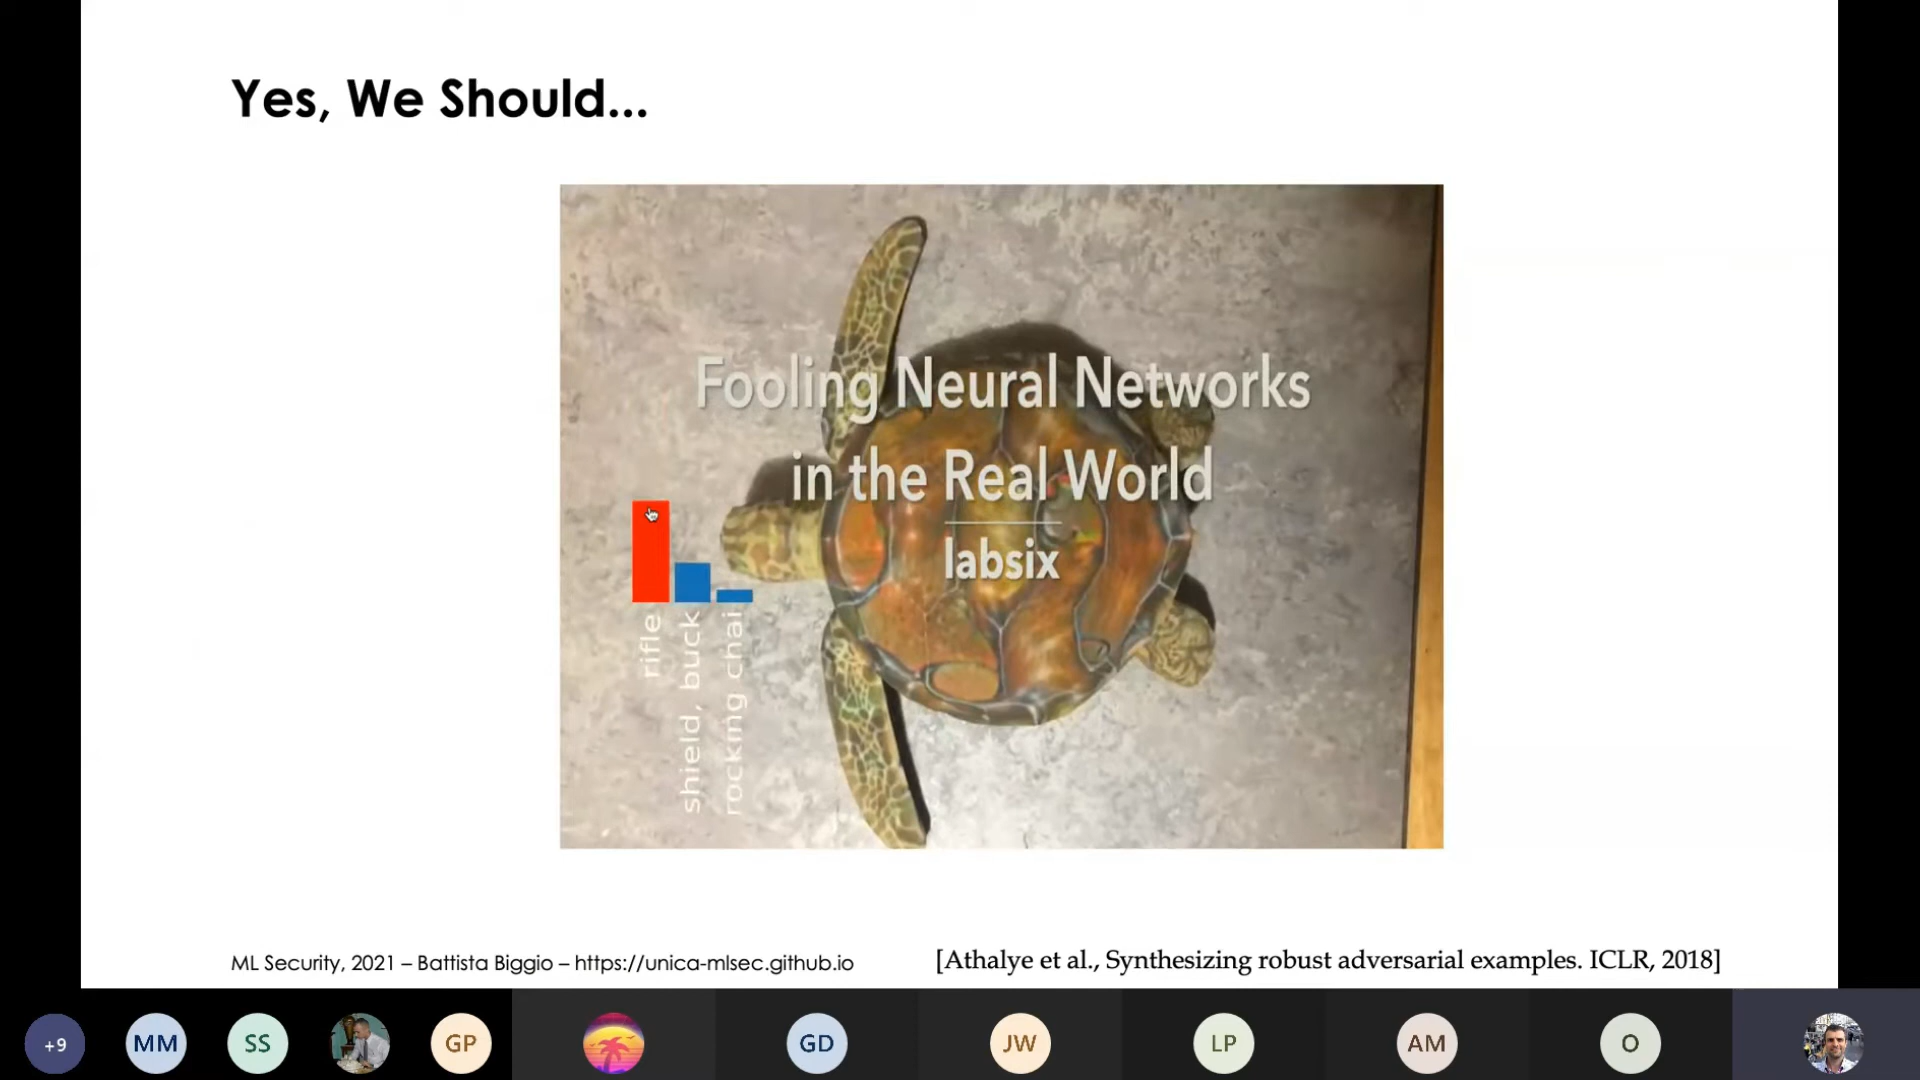 Yes, We Should...
Fooling Neural Networks
in the Real World
labsix
rifle
shield, buck
rocking chai
ML Security, 2021 – Battista Biggio – https://unica-mlsec.github.io
[Athalye et al., Synthesizing robust adversarial examples. ICLR, 2018]
+9
MM
SS
GP
GD
JW
LP
AM
O